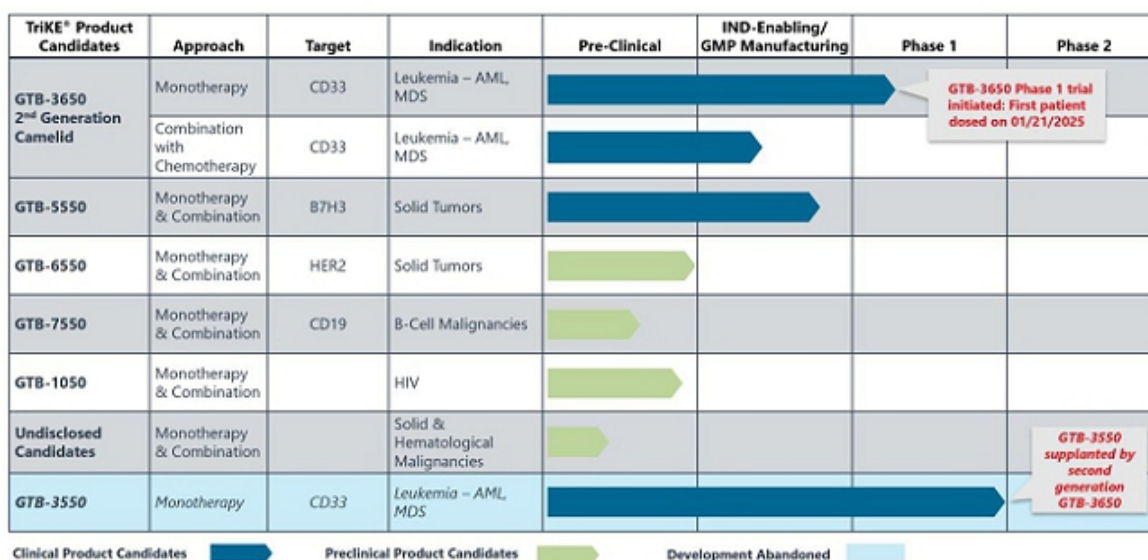 TriKE® Product
Candidates
Approach
Target
Indication
Pre-Clinical
IND-Enabling/
GMP Manufacturing
Phase 1
Phase 2
GTB-3650
2nd Generation
Camelid
Monotherapy
CD33
Leukemia – AML,
MDS
GTB-3650 Phase 1 trial
initiated: First patient
dosed on 01/21/2025
Combination
with
Chemotherapy
CD33
Leukemia – AML,
MDS
GTB-5550
Monotherapy
& Combination
B7H3
Solid Tumors
GTB-6550
Monotherapy
& Combination
HER2
Solid Tumors
GTB-7550
Monotherapy
& Combination
CD19
B-Cell Malignancies
GTB-1050
Monotherapy
& Combination
HIV
Undisclosed
Candidates
Monotherapy
& Combination
Solid &
Hematological
Malignancies
GTB-3550
Monotherapy
CD33
Leukemia – AML,
MDS
GTB-3550
supplanted by
second
generation
GTB-3650
Clinical Product Candidates
Preclinical Product Candidates
Development Abandoned